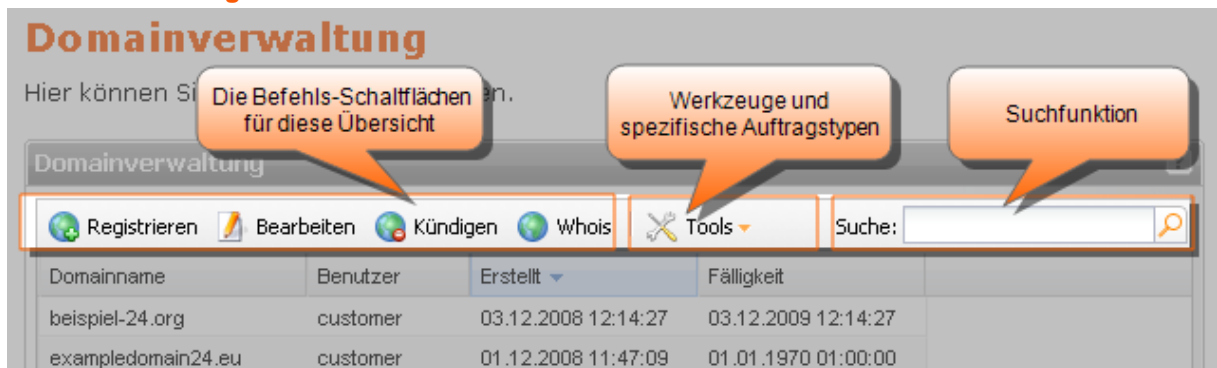 Domainverwaltung
Hier können Si
en.
Die Befehls-Schaltflächen
für diese Übersicht
Werkzeuge und
spezifische Auftragstypen
Suchfunktion
Domainverwaltung
?
Registrieren Bearbeiten Kündigen Whois Tools Suche:
Domainname Benutzer Erstellt Fälligkeit
beispiel-24.org customer 03.12.2008 12:14:27 03.12.2009 12:14:27
exampledomain24.eu customer 01.12.2008 11:47:09 01.01.1970 01:00:00